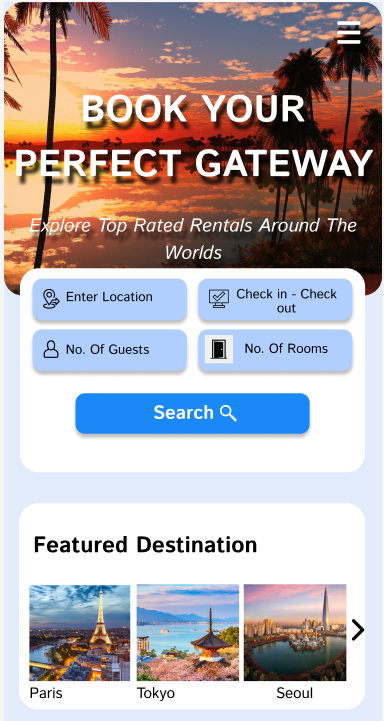 BOOK YOUR
PERFECT GATEWAY
Explore Top Rated Rentals Around The
Worlds
Enter Location
Check in - Check
out
No. Of Guests
No. Of Rooms
Search
Featured Destination
Paris
Tokyo
Seoul